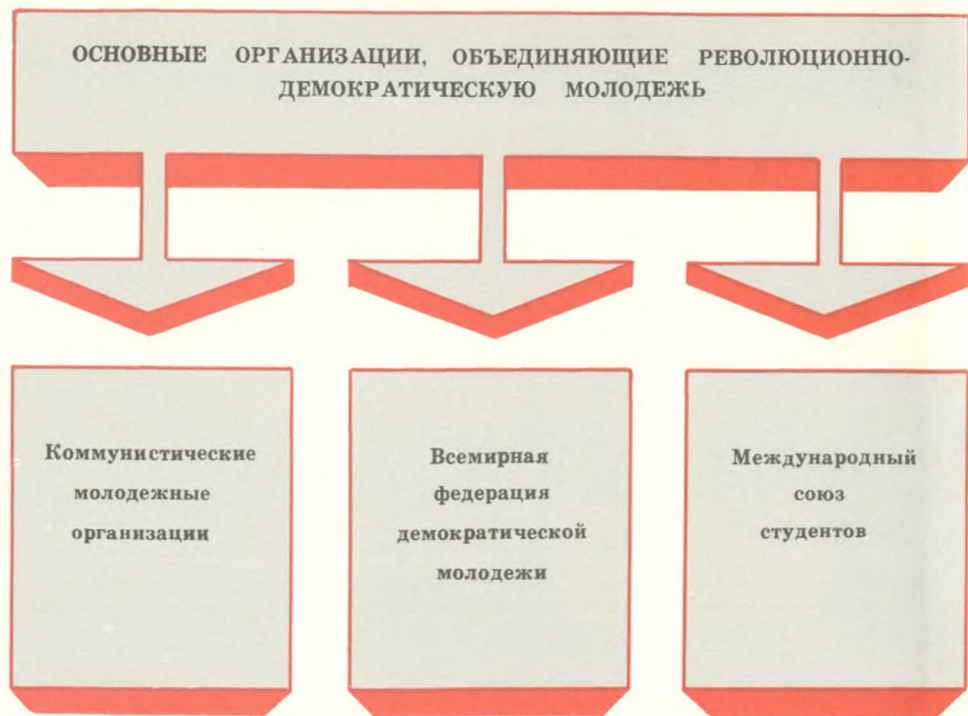 ОСНОВНЫЕ ОРГАНИЗАЦИИ, ОБЪЕДИНЯЮЩИЕ РЕВОЛЮЦИОННО-
ДЕМОКРАТИЧЕСКУЮ МОЛОДЕЖЬ
Коммунистические
молодежные
организации
Всемирная
федерация
демократической
молодежи
Международный
союз
студентов